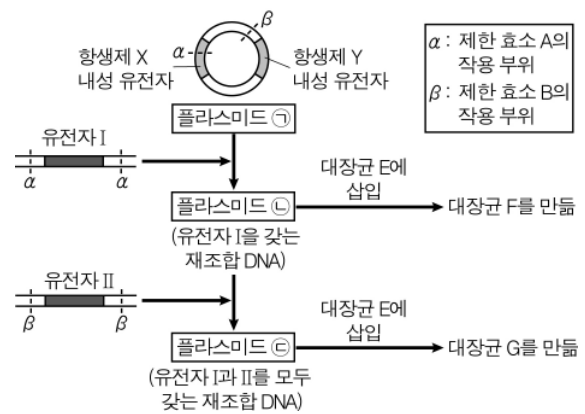 β
항생제 X
내성 유전자
α
항생제 Y
내성 유전자
α : 제한 효소 A의
작용 부위
β : 제한 효소 B의
작용 부위
플라스미드 ㉠
유전자 I
α
α
대장균 E에
삽입
플라스미드 ㉡
대장균 F를 만듦
(유전자 I을 갖는
재조합 DNA)
유전자 II
β
β
대장균 E에
삽입
플라스미드 ㉢
대장균 G를 만듦
(유전자 I과 II를 모두
갖는 재조합 DNA)